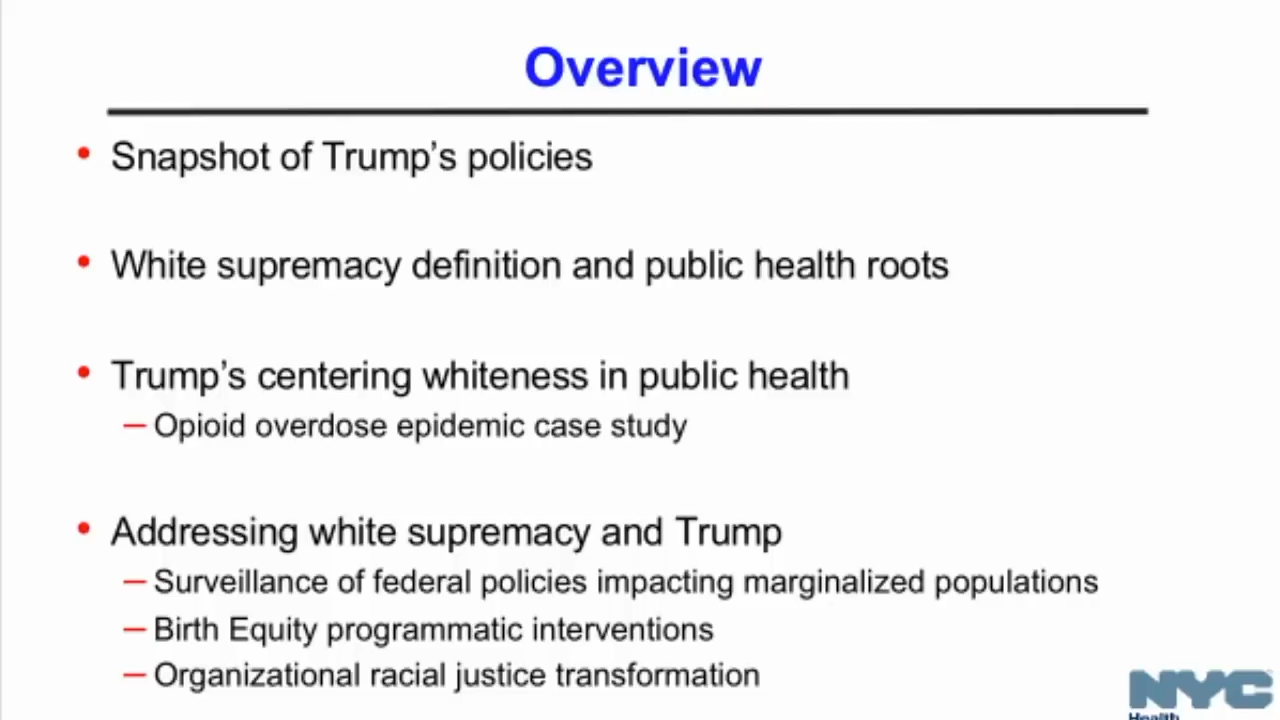 Overview
• Snapshot of Trump's policies
• White supremacy definition and public health roots
• Trump's centering whiteness in public health
– Opioid overdose epidemic case study
• Addressing white supremacy and Trump
– Surveillance of federal policies impacting marginalized populations
– Birth Equity programmatic interventions
– Organizational racial justice transformation
NYC
Health